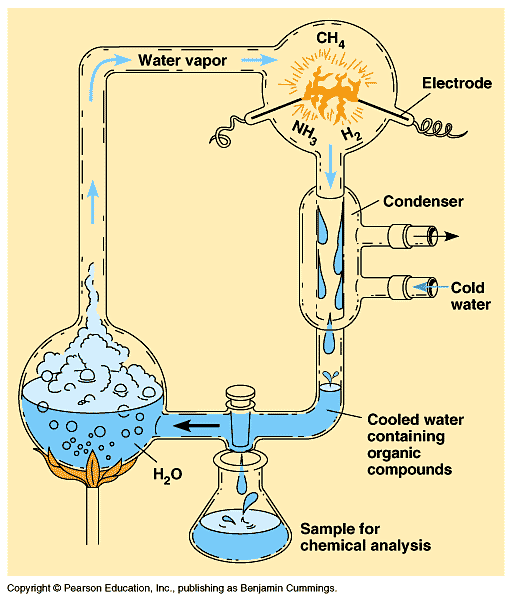 CH4
Water vapor
Electrode
NH3
H2
Condenser
Cold
water
Cooled water
containing
organic
compounds
H2O
Sample for
chemical analysis
Copyright © Pearson Education, Inc., publishing as Benjamin Cummings.